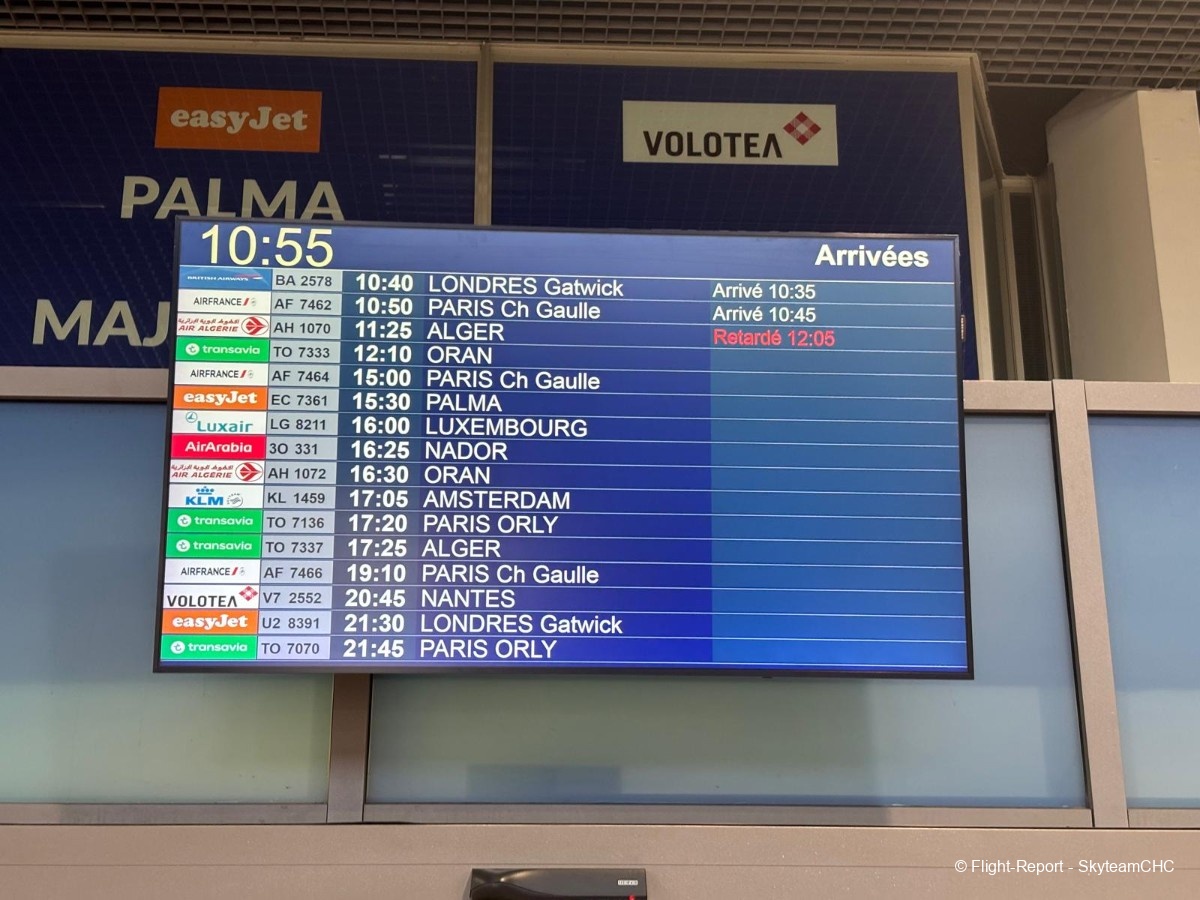 easyJet
VOLOTEA
PALMA
MAJ
10:55 Arrivées
BRITISH AIRWAYS BA 2578 10:40 LONDRES Gatwick Arrivé 10:35
AIRFRANCE AF 7462 10:50 PARIS Ch Gaulle Arrivé 10:45
الخطوط الجوية الجزائرية AIR ALGERIE AH 1070 11:25 ALGER Retardé 12:05
transavia TO 7333 12:10 ORAN
AIRFRANCE AF 7464 15:00 PARIS Ch Gaulle
easyJet EC 7361 15:30 PALMA
Luxair LG 8211 16:00 LUXEMBOURG
AirArabia 3O 331 16:25 NADOR
الخطوط الجوية الجزائرية AIR ALGERIE AH 1072 16:30 ORAN
KLM KL 1459 17:05 AMSTERDAM
transavia TO 7136 17:20 PARIS ORLY
transavia TO 7337 17:25 ALGER
AIRFRANCE AF 7466 19:10 PARIS Ch Gaulle
VOLOTEA V7 2552 20:45 NANTES
easyJet U2 8391 21:30 LONDRES Gatwick
transavia TO 7070 21:45 PARIS ORLY
© Flight-Report - SkyteamCHC